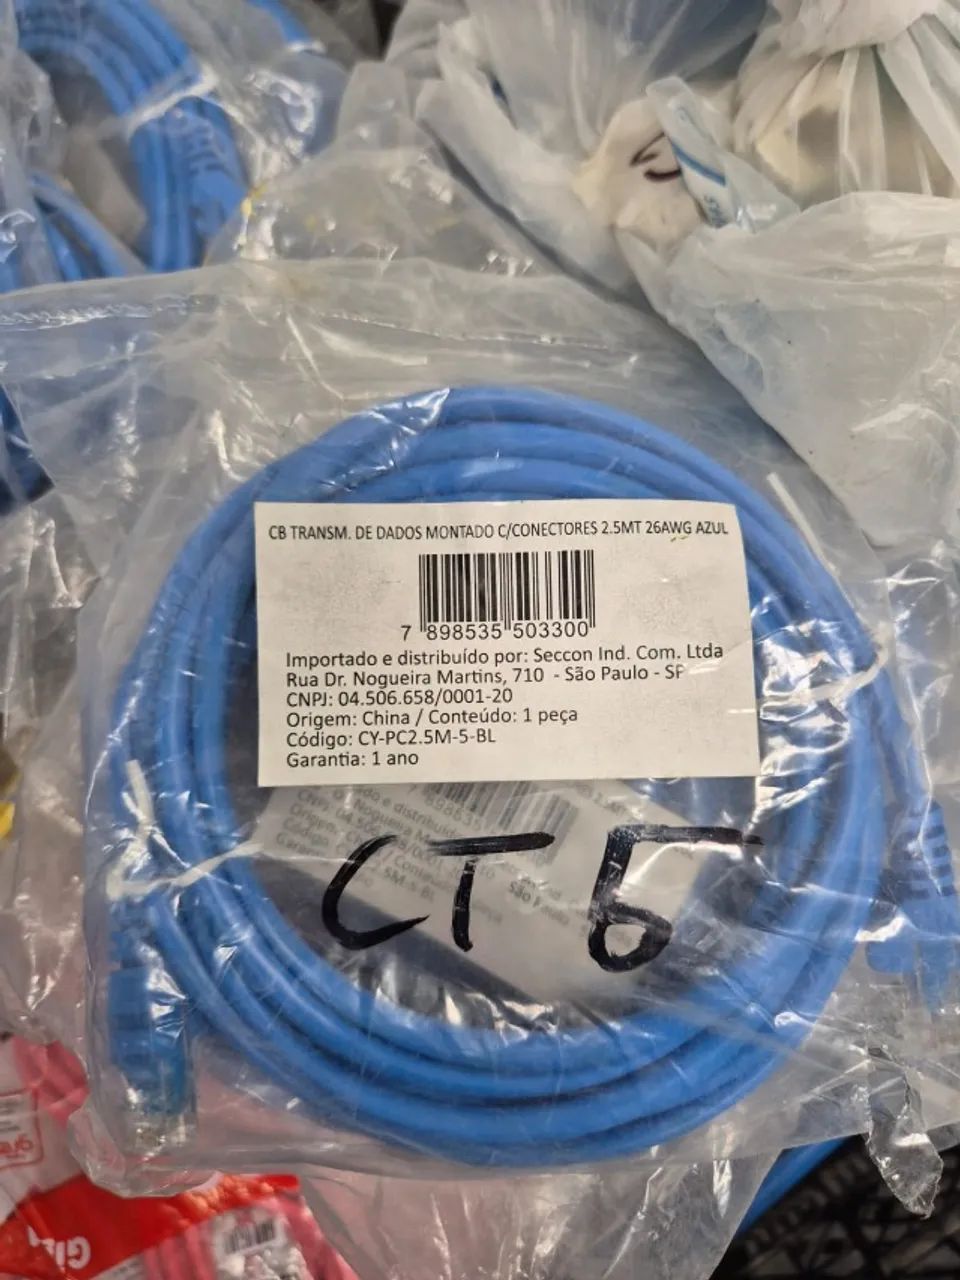 CB TRANSM. DE DADOS MONTADO C/CONECTORES 2.5MT 26AWG AZUL
7 898535 503300
Importado e distribuído por: Seccon Ind. Com. Ltda
Rua Dr. Nogueira Martins, 710 - São Paulo - SP
CNPJ: 04.506.658/0001-20
Origem: China / Conteúdo: 1 peça
Código: CY-PC2.5M-5-BL
Garantia: 1 ano
CT 5